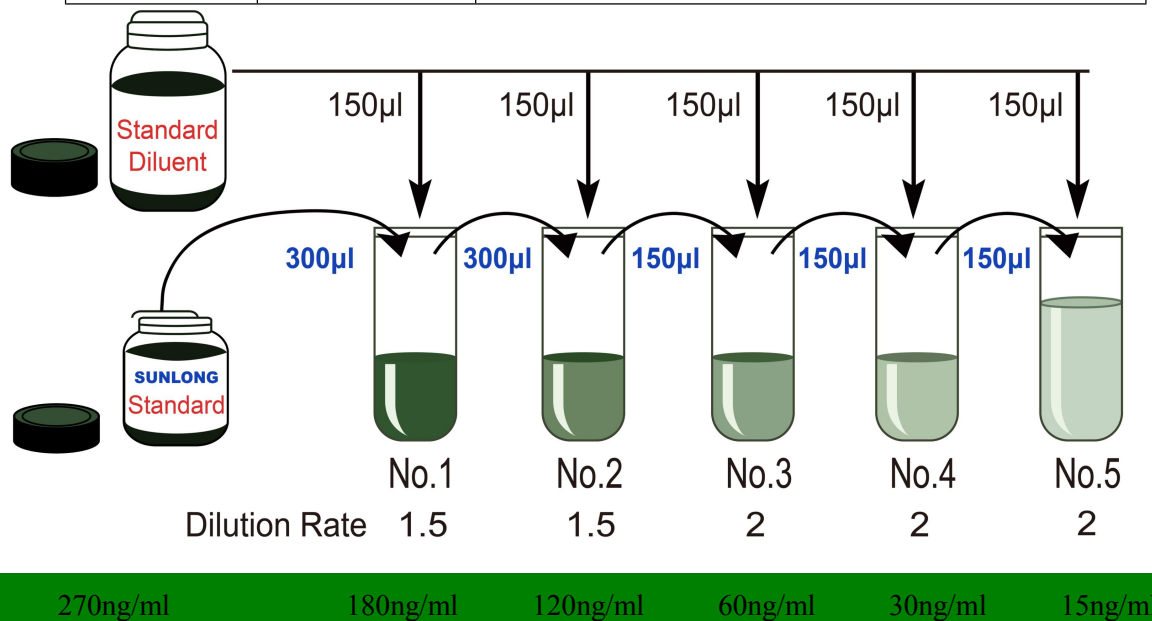 150µl 150µl 150µl 150µl 150µl
Standard
Diluent
300µl 300µl 150µl 150µl 150µl
SUNLONG
Standard
No.1 No.2 No.3 No.4 No.5
Dilution Rate 1.5 1.5 2 2 2
270ng/ml 180ng/ml 120ng/ml 60ng/ml 30ng/ml 15ng/ml